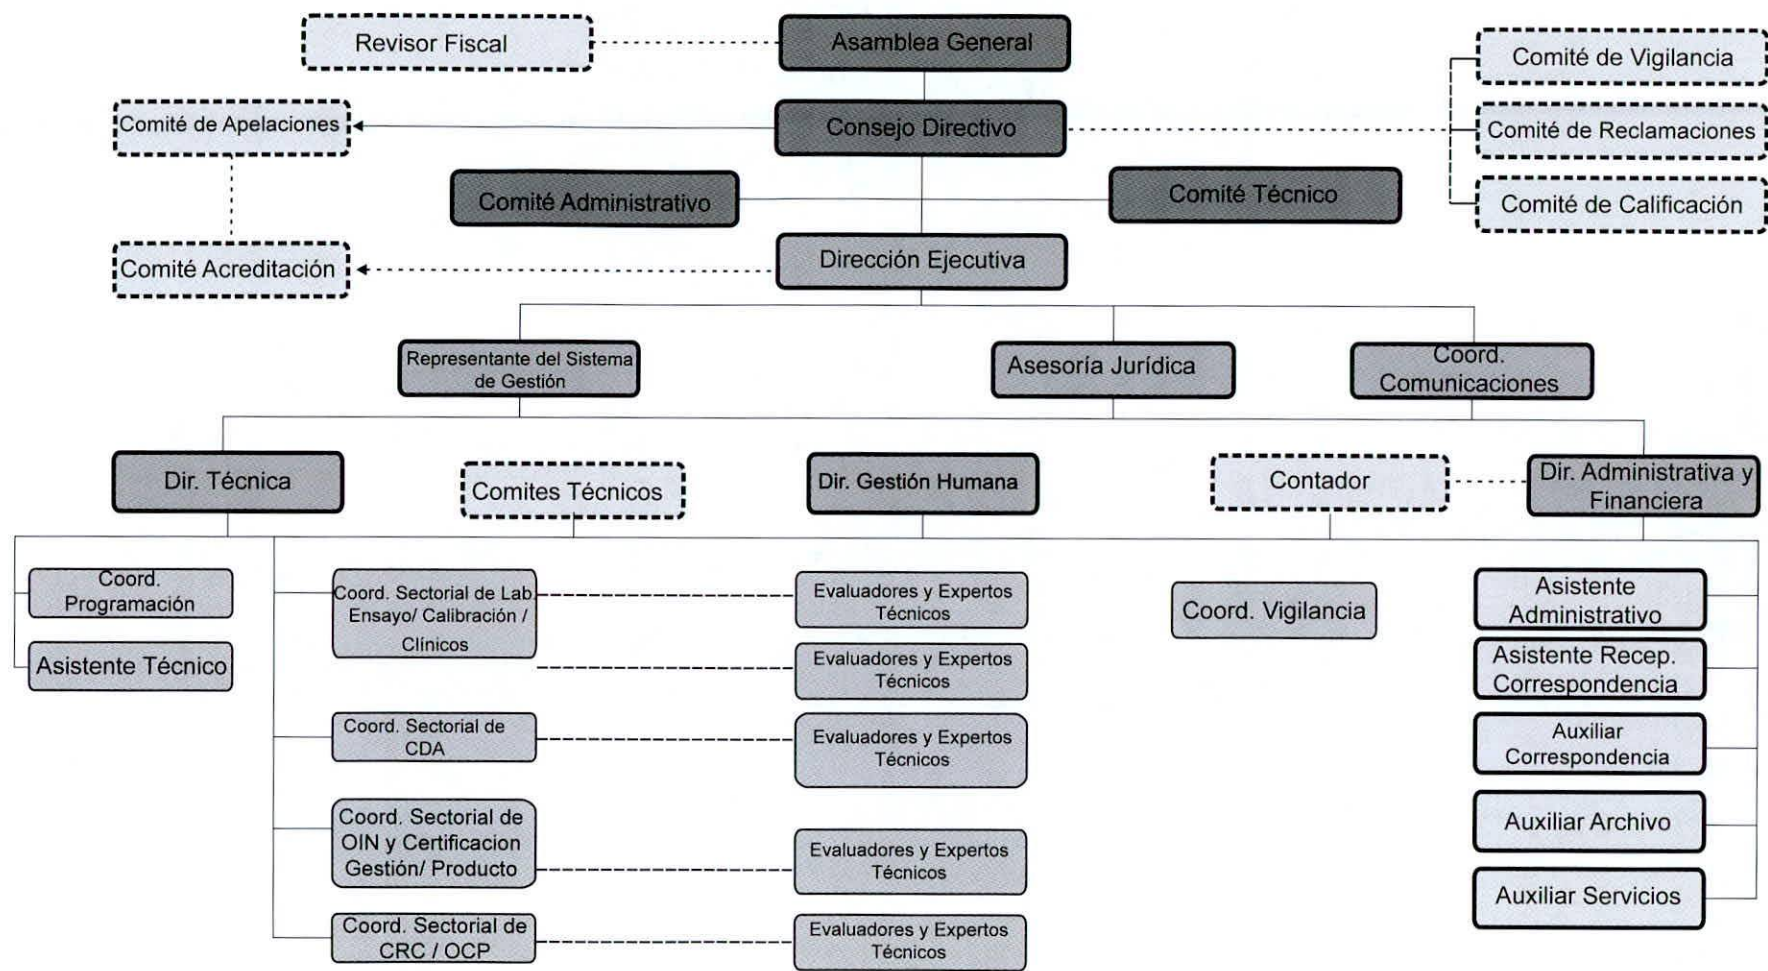 Revisor Fiscal
Asamblea General
Comité de Vigilancia
Comité de Apelaciones
Consejo Directivo
Comité de Reclamaciones
Comité Administrativo
Comité Técnico
Comité de Calificación
Comité Acreditación
Dirección Ejecutiva
Representante del Sistema
de Gestión
Asesoría Jurídica
Coord.
Comunicaciones
Dir. Técnica
Comites Técnicos
Dir. Gestión Humana
Contador
Dir. Administrativa y
Financiera
Coord.
Programación
Asistente Técnico
Coord. Sectorial de Lab.
Ensayo/ Calibración /
Clínicos
Evaluadores y Expertos
Técnicos
Evaluadores y Expertos
Técnicos
Coord. Sectorial de
CDA
Evaluadores y Expertos
Técnicos
Coord. Sectorial de
OIN y Certificacion
Gestión/ Producto
Evaluadores y Expertos
Técnicos
Coord. Sectorial de
CRC / OCP
Evaluadores y Expertos
Técnicos
Coord. Vigilancia
Asistente
Administrativo
Asistente Recep.
Correspondencia
Auxiliar
Correspondencia
Auxiliar Archivo
Auxiliar Servicios